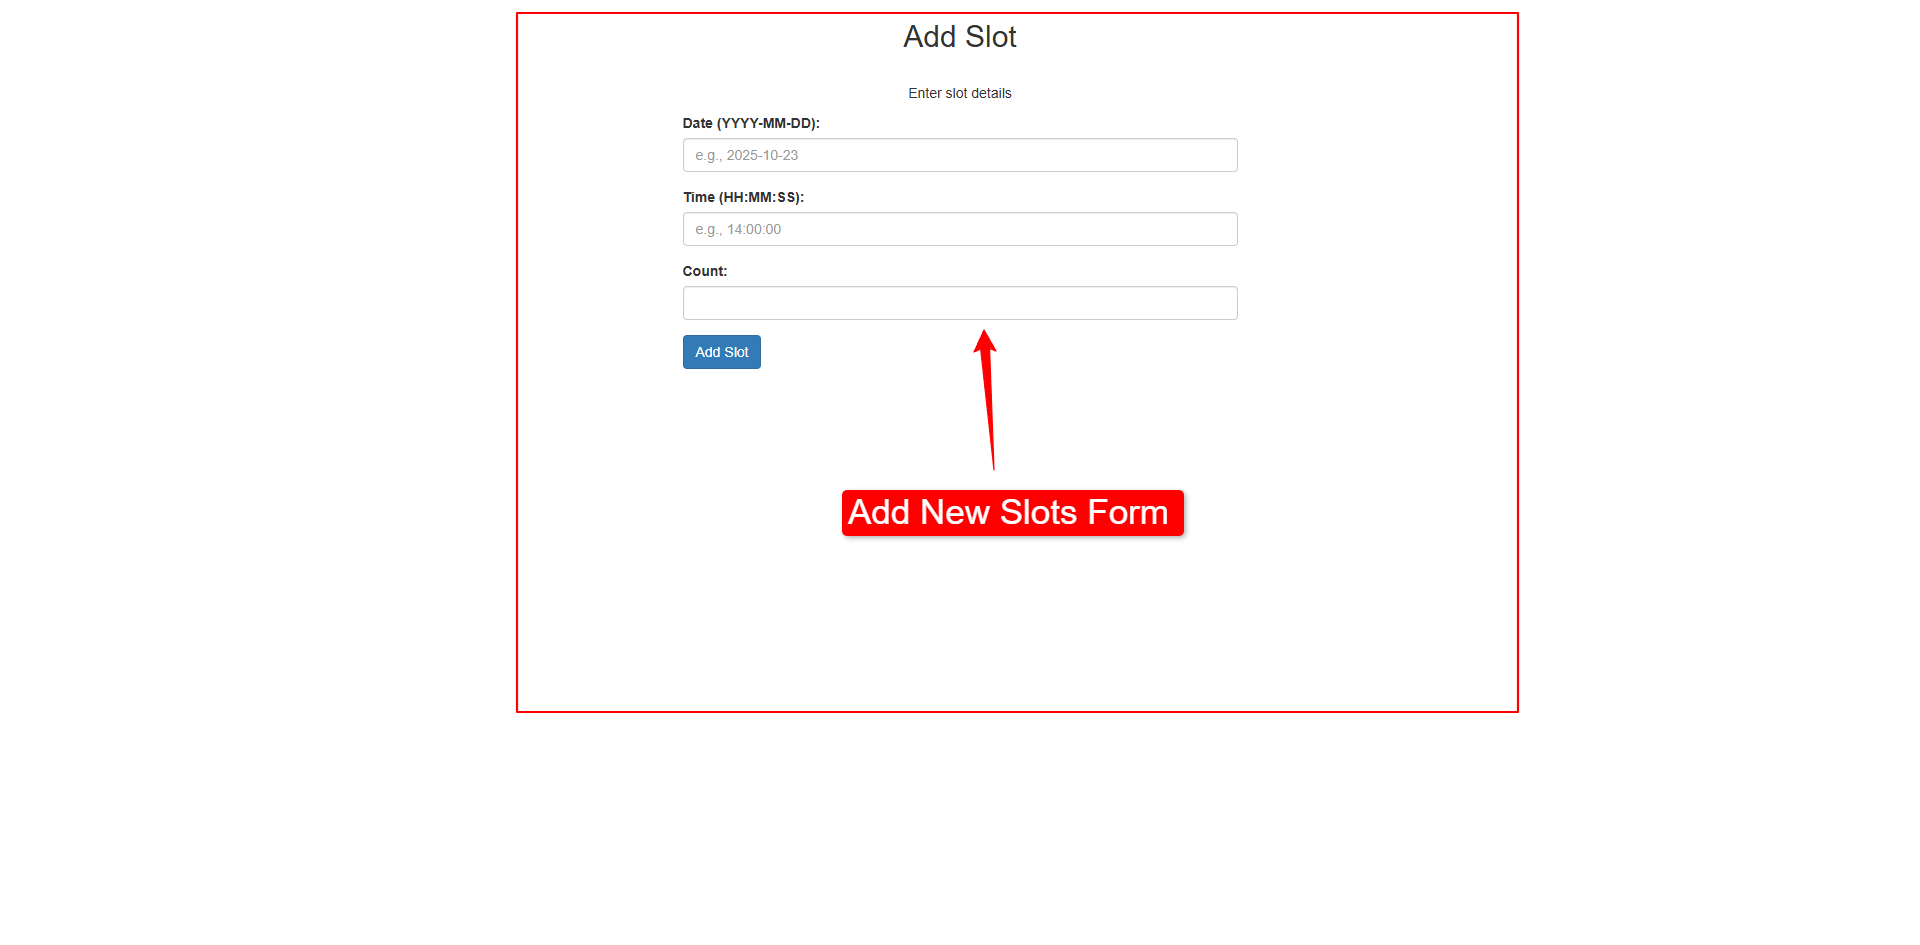 Add Slot
Enter slot details
Date (YYYY-MM-DD):
e.g., 2025-10-23
Time (HH:MM:SS):
e.g., 14:00:00
Count:
Add Slot
Add New Slots Form